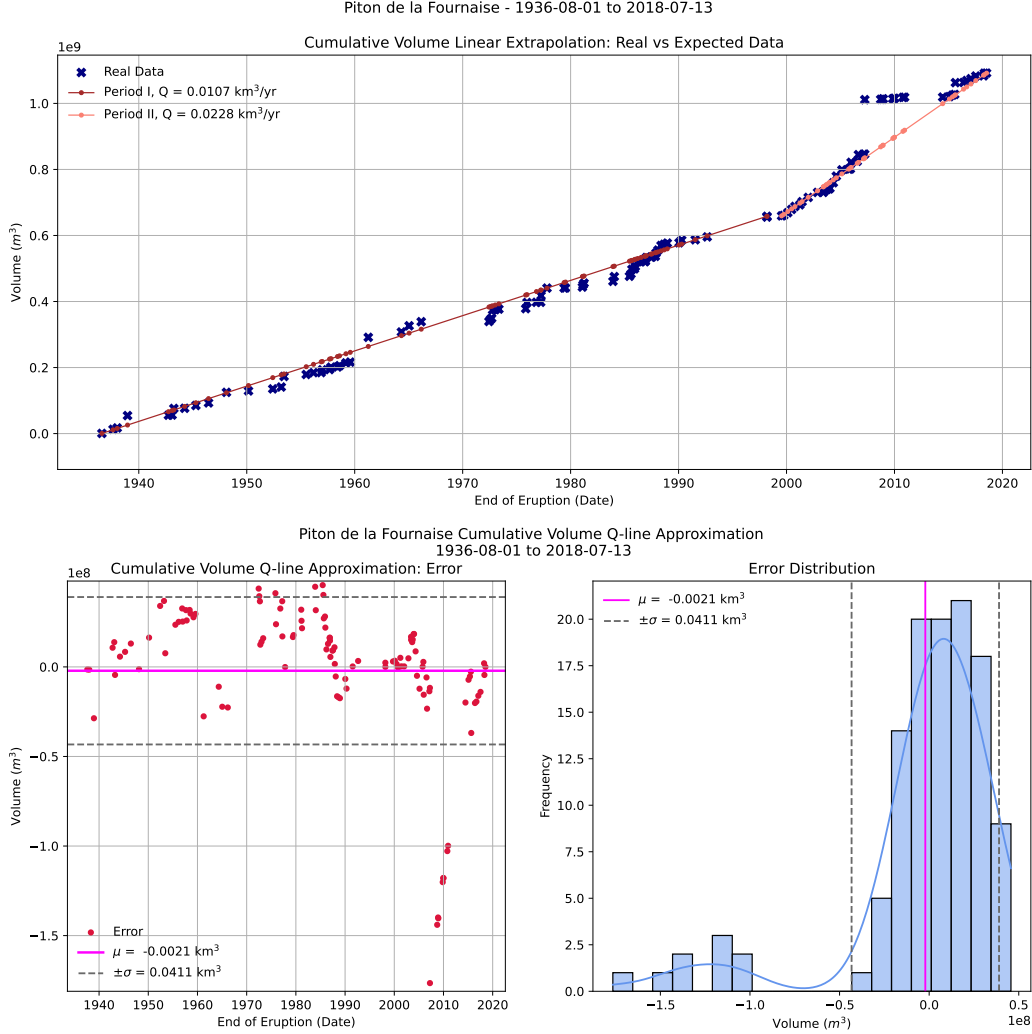 Piton de la Fournaise - 1936-08-01 to 2018-07-13
Cumulative Volume Linear Extrapolation: Real vs Expected Data
1e9
Real Data
Period I, Q = 0.0107 km³/yr
Period II, Q = 0.0228 km³/yr
1.0
0.8
0.6
0.4
0.2
0.0
Volume (m³)
1940 1950 1960 1970 1980 1990 2000 2010 2020
End of Eruption (Date)
Piton de la Fournaise Cumulative Volume Q-line Approximation
1936-08-01 to 2018-07-13
Cumulative Volume Q-line Approximation: Error
1e8
0.0
−0.5
−1.0
−1.5
Volume (m³)
Error
μ = -0.0021 km³
±σ = 0.0411 km³
1940 1950 1960 1970 1980 1990 2000 2010 2020
End of Eruption (Date)
Error Distribution
μ = -0.0021 km³
±σ = 0.0411 km³
20.0
17.5
15.0
12.5
10.0
7.5
5.0
2.5
0.0
Frequency
−1.5 −1.0 −0.5 0.0 0.5
Volume (m³)
1e8